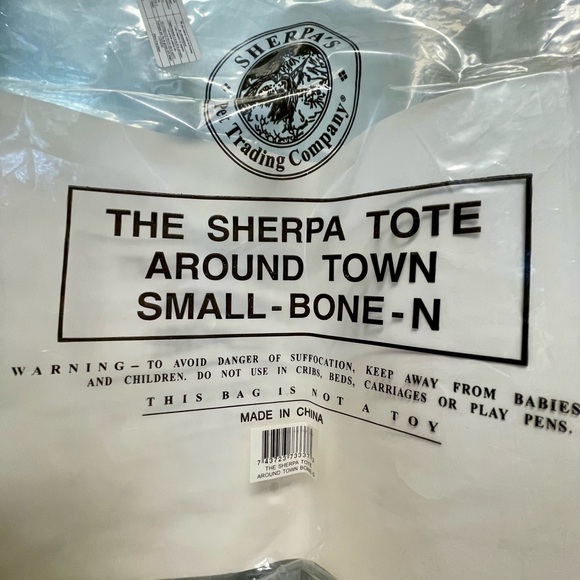 SHERPA'S
Pet Trading Company®
THE SHERPA TOTE
AROUND TOWN
SMALL-BONE-N
WARNING – TO AVOID DANGER OF SUFFOCATION, KEEP AWAY FROM BABIES
AND CHILDREN. DO NOT USE IN CRIBS, BEDS, CARRIAGES OR PLAY PENS.
THIS BAG IS NOT A TOY
MADE IN CHINA
THE SHERPA TOTE
AROUND TOWN